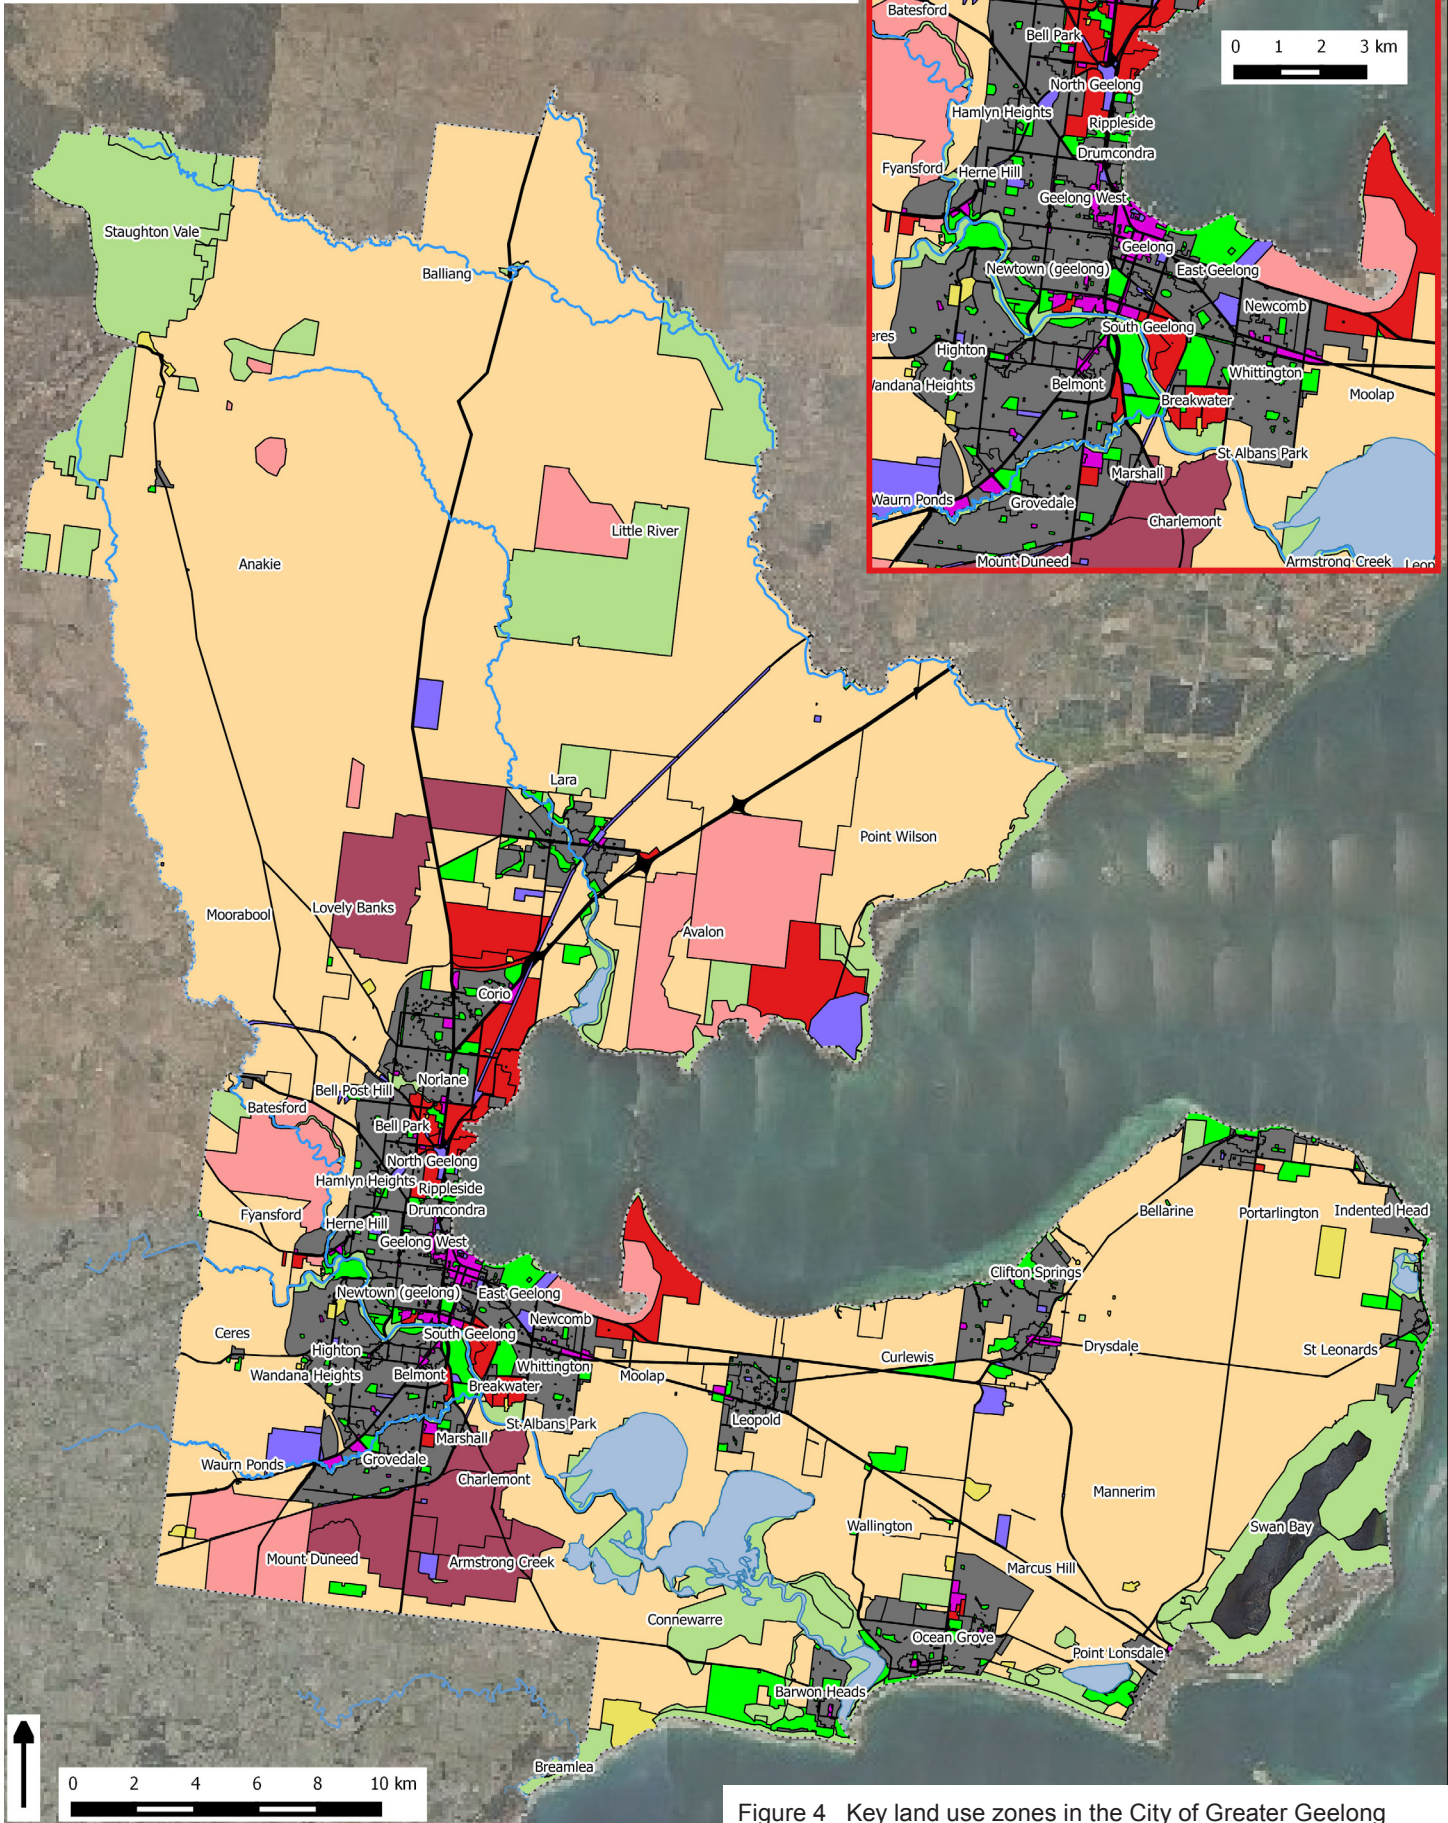 Batesford
Bell Park
0 1 2 3 km
North Geelong
Hamlyn Heights
Rippleside
Drumcondra
Fyansford
Herne Hill
Geelong West
Geelong
Newtown (geelong)
East Geelong
Newcomb
South Geelong
eres
Highton
Whittington
Wandana Heights
Belmont
Moolap
Breakwater
St Albans Park
Marshall
Waurn Ponds
Grovedale
Charlemont
Mount Duneed
Armstrong Creek
Leop
Staughton Vale
Balliang
Little River
Anakie
Lara
Point Wilson
Lovely Banks
Moorabool
Avalon
Corio
Norlane
Bell Post Hill
Batesford
Bell Park
North Geelong
Hamlyn Heights
Rippleside
Drumcondra
Fyansford
Herne Hill
Geelong West
Bellarine
Portarlington
Indented Head
Clifton Springs
Newtown (geelong)
East Geelong
Newcomb
Ceres
South Geelong
Highton
Drysdale
St Leonards
Curlewis
Whittington
Wandana Heights
Belmont
Moolap
Breakwater
Leopold
St Albans Park
Marshall
Waurn Ponds
Grovedale
Charlemont
Mannerim
Wallington
Swan Bay
Mount Duneed
Armstrong Creek
Marcus Hill
Connewarre
Ocean Grove
Point Lonsdale
Barwon Heads
Breamlea
0 2 4 6 8 10 km
Figure 4 Key land use zones in the City of Greater Geelong